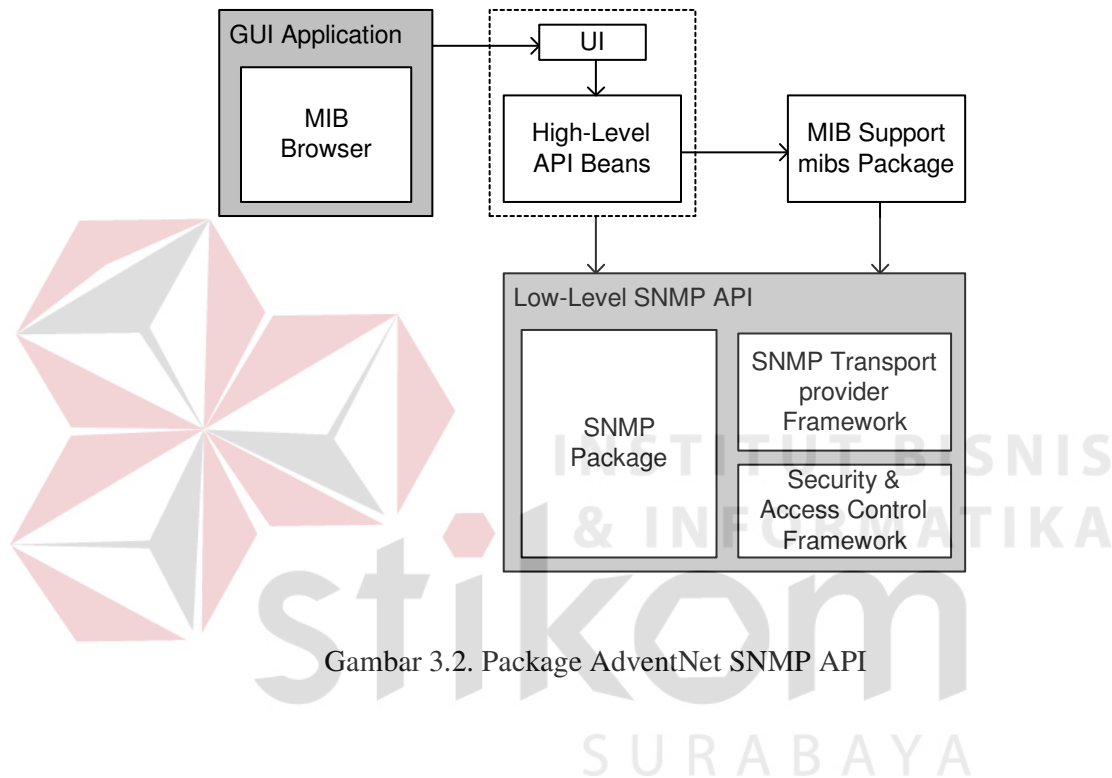 GUI Application
MIB
Browser
UI
High-Level
API Beans
MIB Support
mibs Package
Low-Level SNMP API
SNMP
Package
SNMP Transport
provider
Framework
Security &
Access Control
Framework
INSTITUT BISNIS
& INFORMATIKA
stikom
SURABAYA
Gambar 3.2. Package AdventNet SNMP API